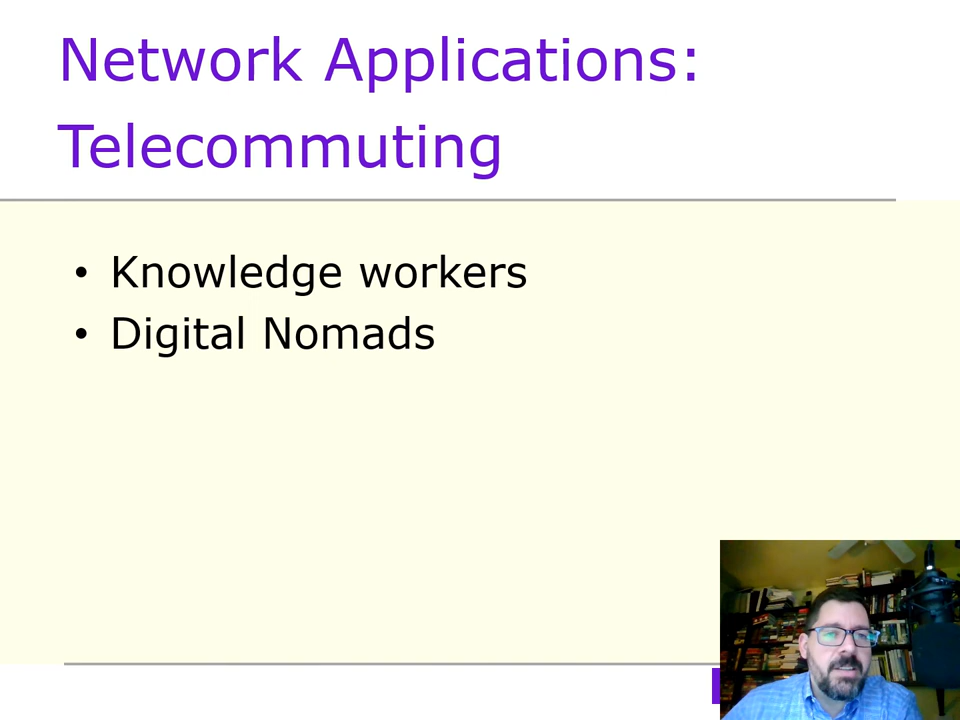 Network Applications:
Telecommuting
• Knowledge workers
• Digital Nomads